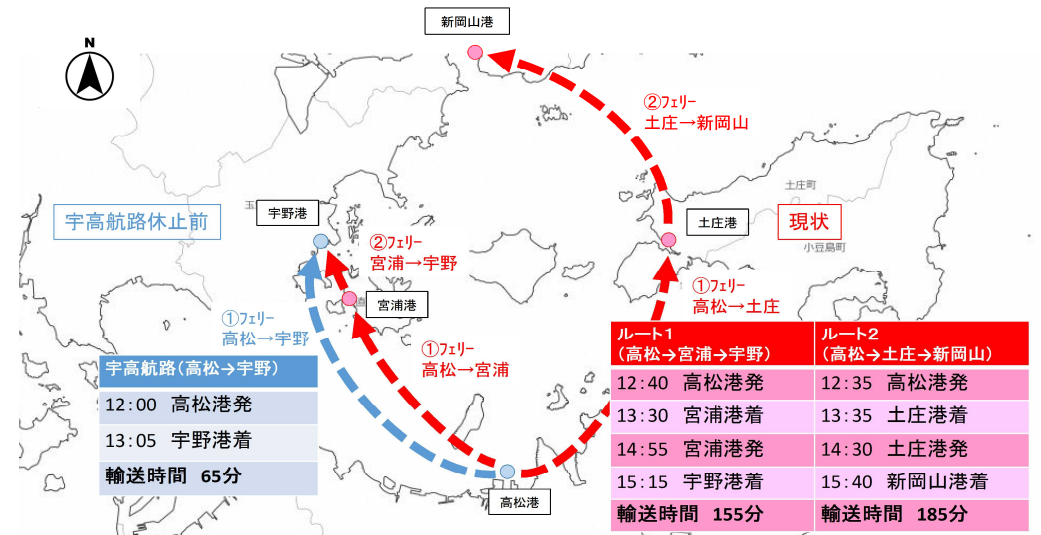 新岡山港
N
②ﾌｪﾘｰ
土庄→新岡山
土庄町
宇野港
宇高航路休止前
土庄港
現状
小豆島町
②ﾌｪﾘｰ
宮浦→宇野
①ﾌｪﾘｰ
高松→土庄
宮浦港
①ﾌｪﾘｰ
高松→宇野
①ﾌｪﾘｰ
高松→宮浦
宇高航路(高松→宇野)
12:00 高松港発
13:05 宇野港着
輸送時間 65分
高松港
ルート1
(高松→宮浦→宇野)
12:40 高松港発
13:30 宮浦港着
14:55 宮浦港発
15:15 宇野港着
輸送時間 155分
ルート2
(高松→土庄→新岡山)
12:35 高松港発
13:35 土庄港着
14:30 土庄港発
15:40 新岡山港着
輸送時間 185分